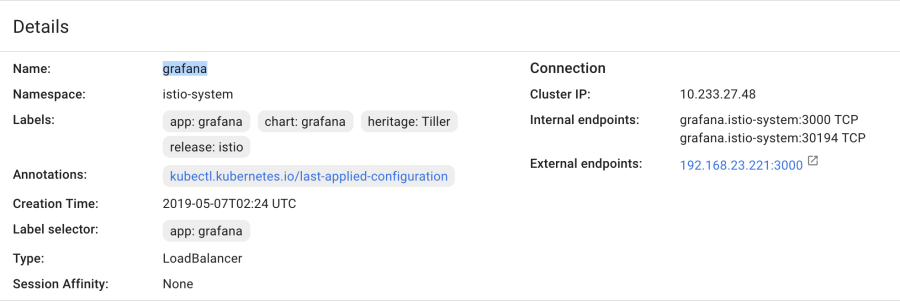 Details
Name: grafana
Namespace: istio-system
Labels: app: grafana chart: grafana heritage: Tiller
release: istio
Annotations: kubectl.kubernetes.io/last-applied-configuration
Creation Time: 2019-05-07T02:24 UTC
Label selector: app: grafana
Type: LoadBalancer
Session Affinity: None
Connection
Cluster IP: 10.233.27.48
Internal endpoints: grafana.istio-system:3000 TCP
grafana.istio-system:30194 TCP
External endpoints: 192.168.23.221:3000